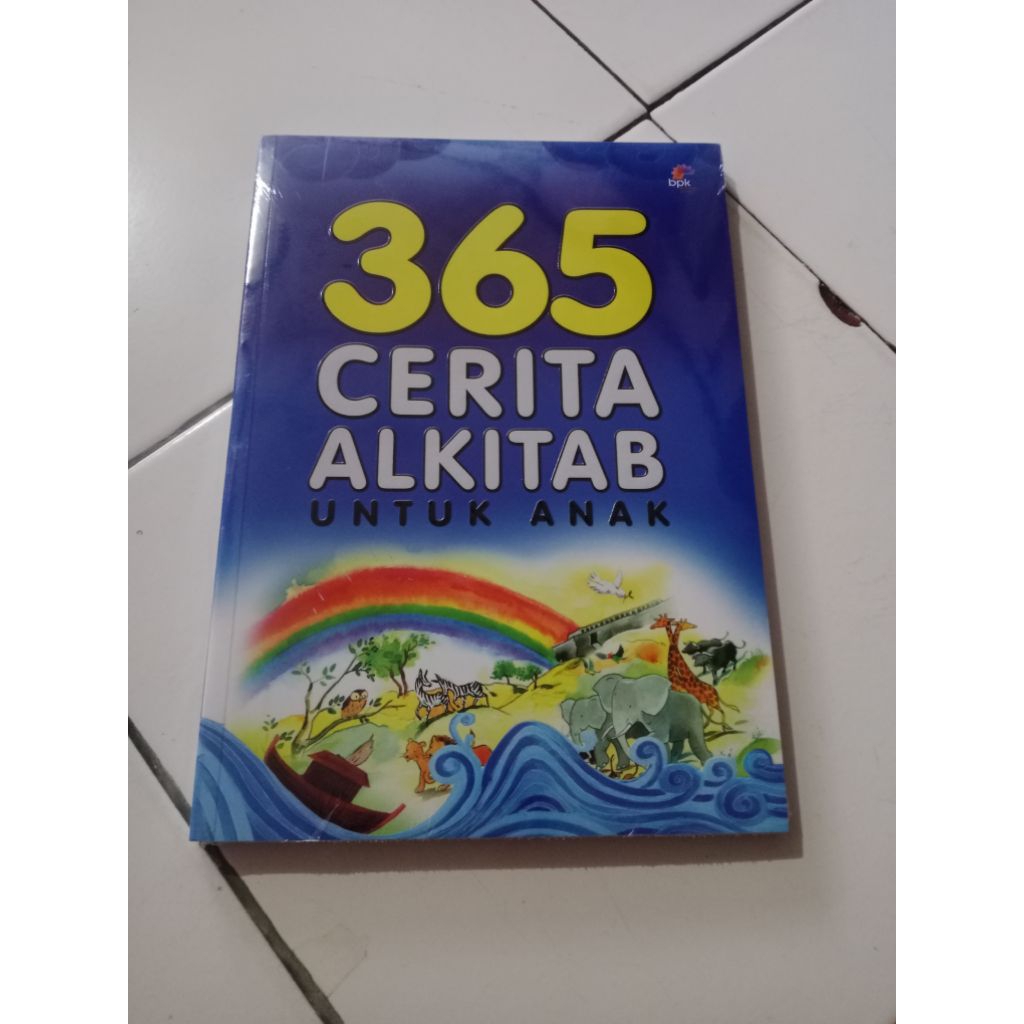 bpk
365
CERITA
ALKITAB
UNTUK ANAK